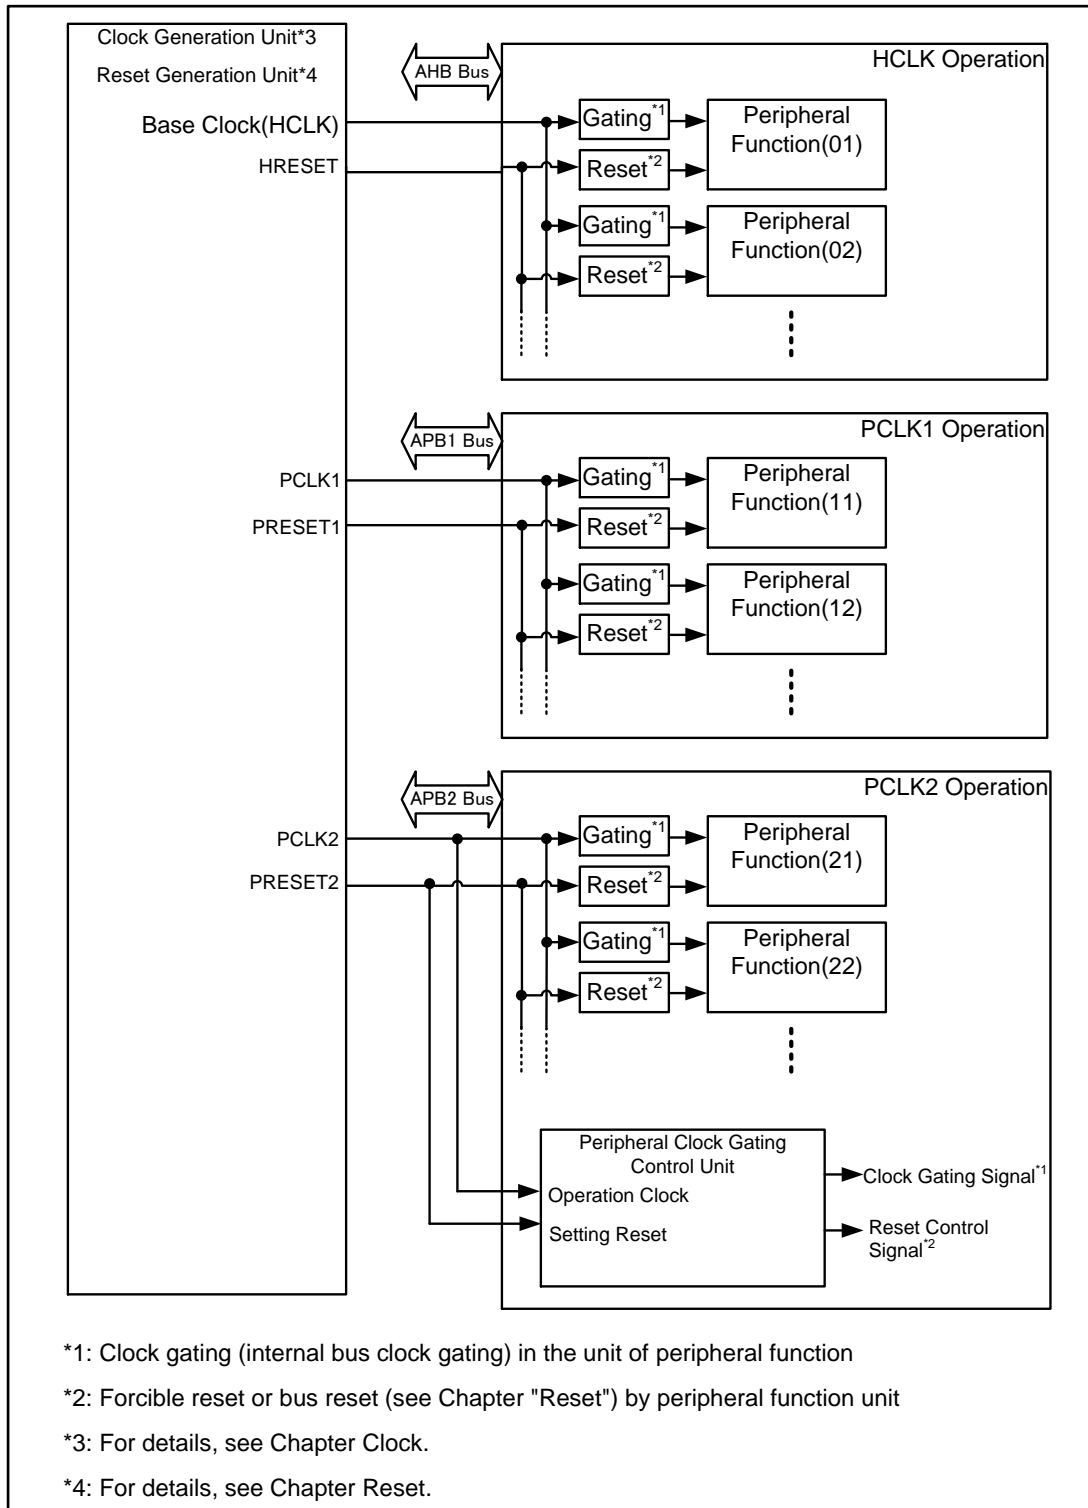 Clock Generation Unit*3
Reset Generation Unit*4
Base Clock(HCLK)
HRESET
AHB Bus
HCLK Operation
Gating*1
Peripheral
Function(01)
Reset*2
Gating*1
Peripheral
Function(02)
Reset*2
APB1 Bus
PCLK1 Operation
PCLK1
PRESET1
Gating*1
Peripheral
Function(11)
Reset*2
Gating*1
Peripheral
Function(12)
Reset*2
APB2 Bus
PCLK2 Operation
PCLK2
PRESET2
Gating*1
Peripheral
Function(21)
Reset*2
Gating*1
Peripheral
Function(22)
Reset*2
Peripheral Clock Gating
Control Unit
Operation Clock
Setting Reset
Clock Gating Signal*1
Reset Control
Signal*2
*1: Clock gating (internal bus clock gating) in the unit of peripheral function
*2: Forcible reset or bus reset (see Chapter "Reset") by peripheral function unit
*3: For details, see Chapter Clock.
*4: For details, see Chapter Reset.